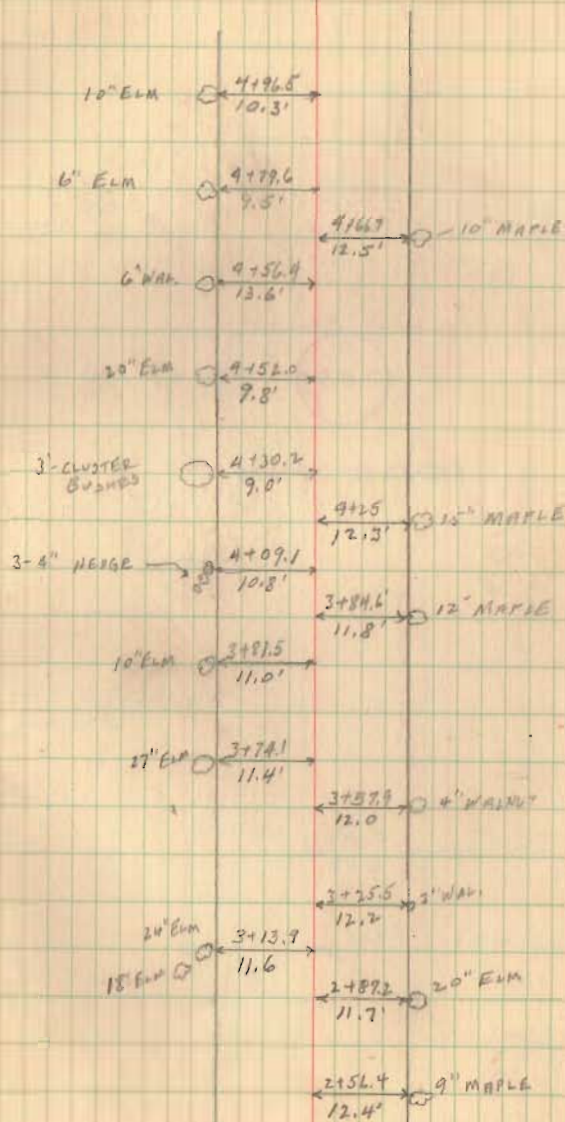 10" ELM 4+96.5
10.3'
6" ELM 4+79.6
9.5'
4+66.7 10" MAPLE
12.5'
6" WAL. 4+56.4
13.6'
20" ELM 4+52.0
9.8'
3'-CLUSTER 4+30.2
BUSHES 9.0'
4+25 15" MAPLE
12.3'
3-4" HEDGE 4+09.1
10.8'
3+84.6 12" MAPLE
11.8'
10" ELM 3+81.5
11.0'
27" ELM 3+74.1
11.4'
3+57.9 4" WALNUT
12.0
3+25.5 WAL.
12.2
24" ELM 3+13.9
18" ELM 11.6
2+87.2 20" ELM
11.7'
2+56.4 9" MAPLE
12.4'